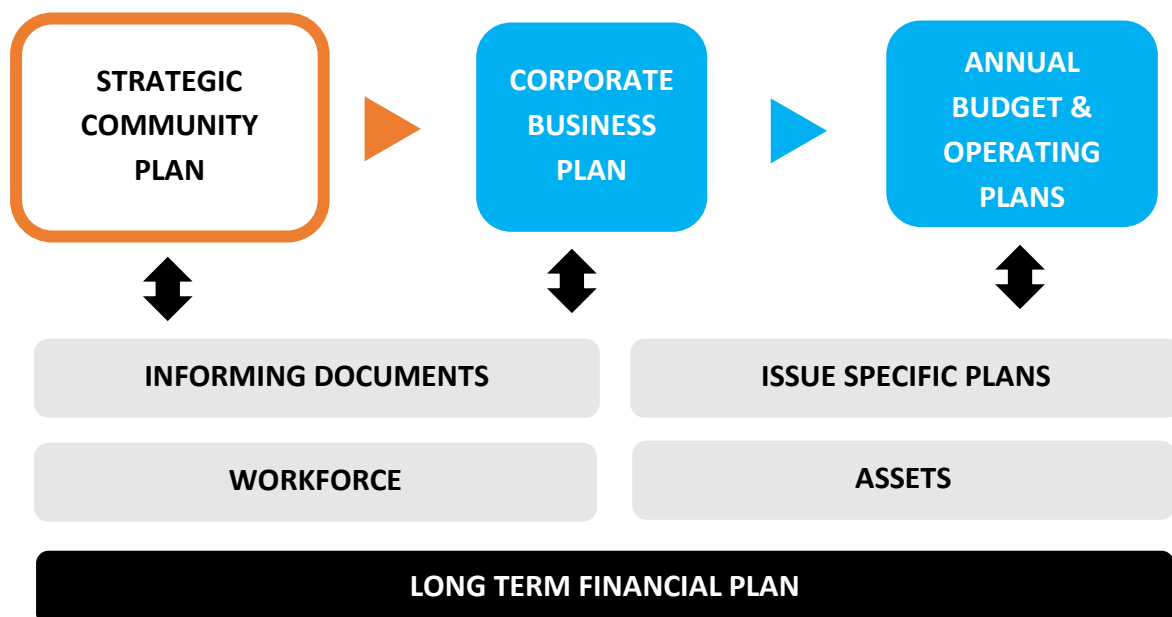 STRATEGIC
COMMUNITY
PLAN
CORPORATE
BUSINESS
PLAN
ANNUAL
BUDGET &
OPERATING
PLANS
INFORMING DOCUMENTS
ISSUE SPECIFIC PLANS
WORKFORCE
ASSETS
LONG TERM FINANCIAL PLAN